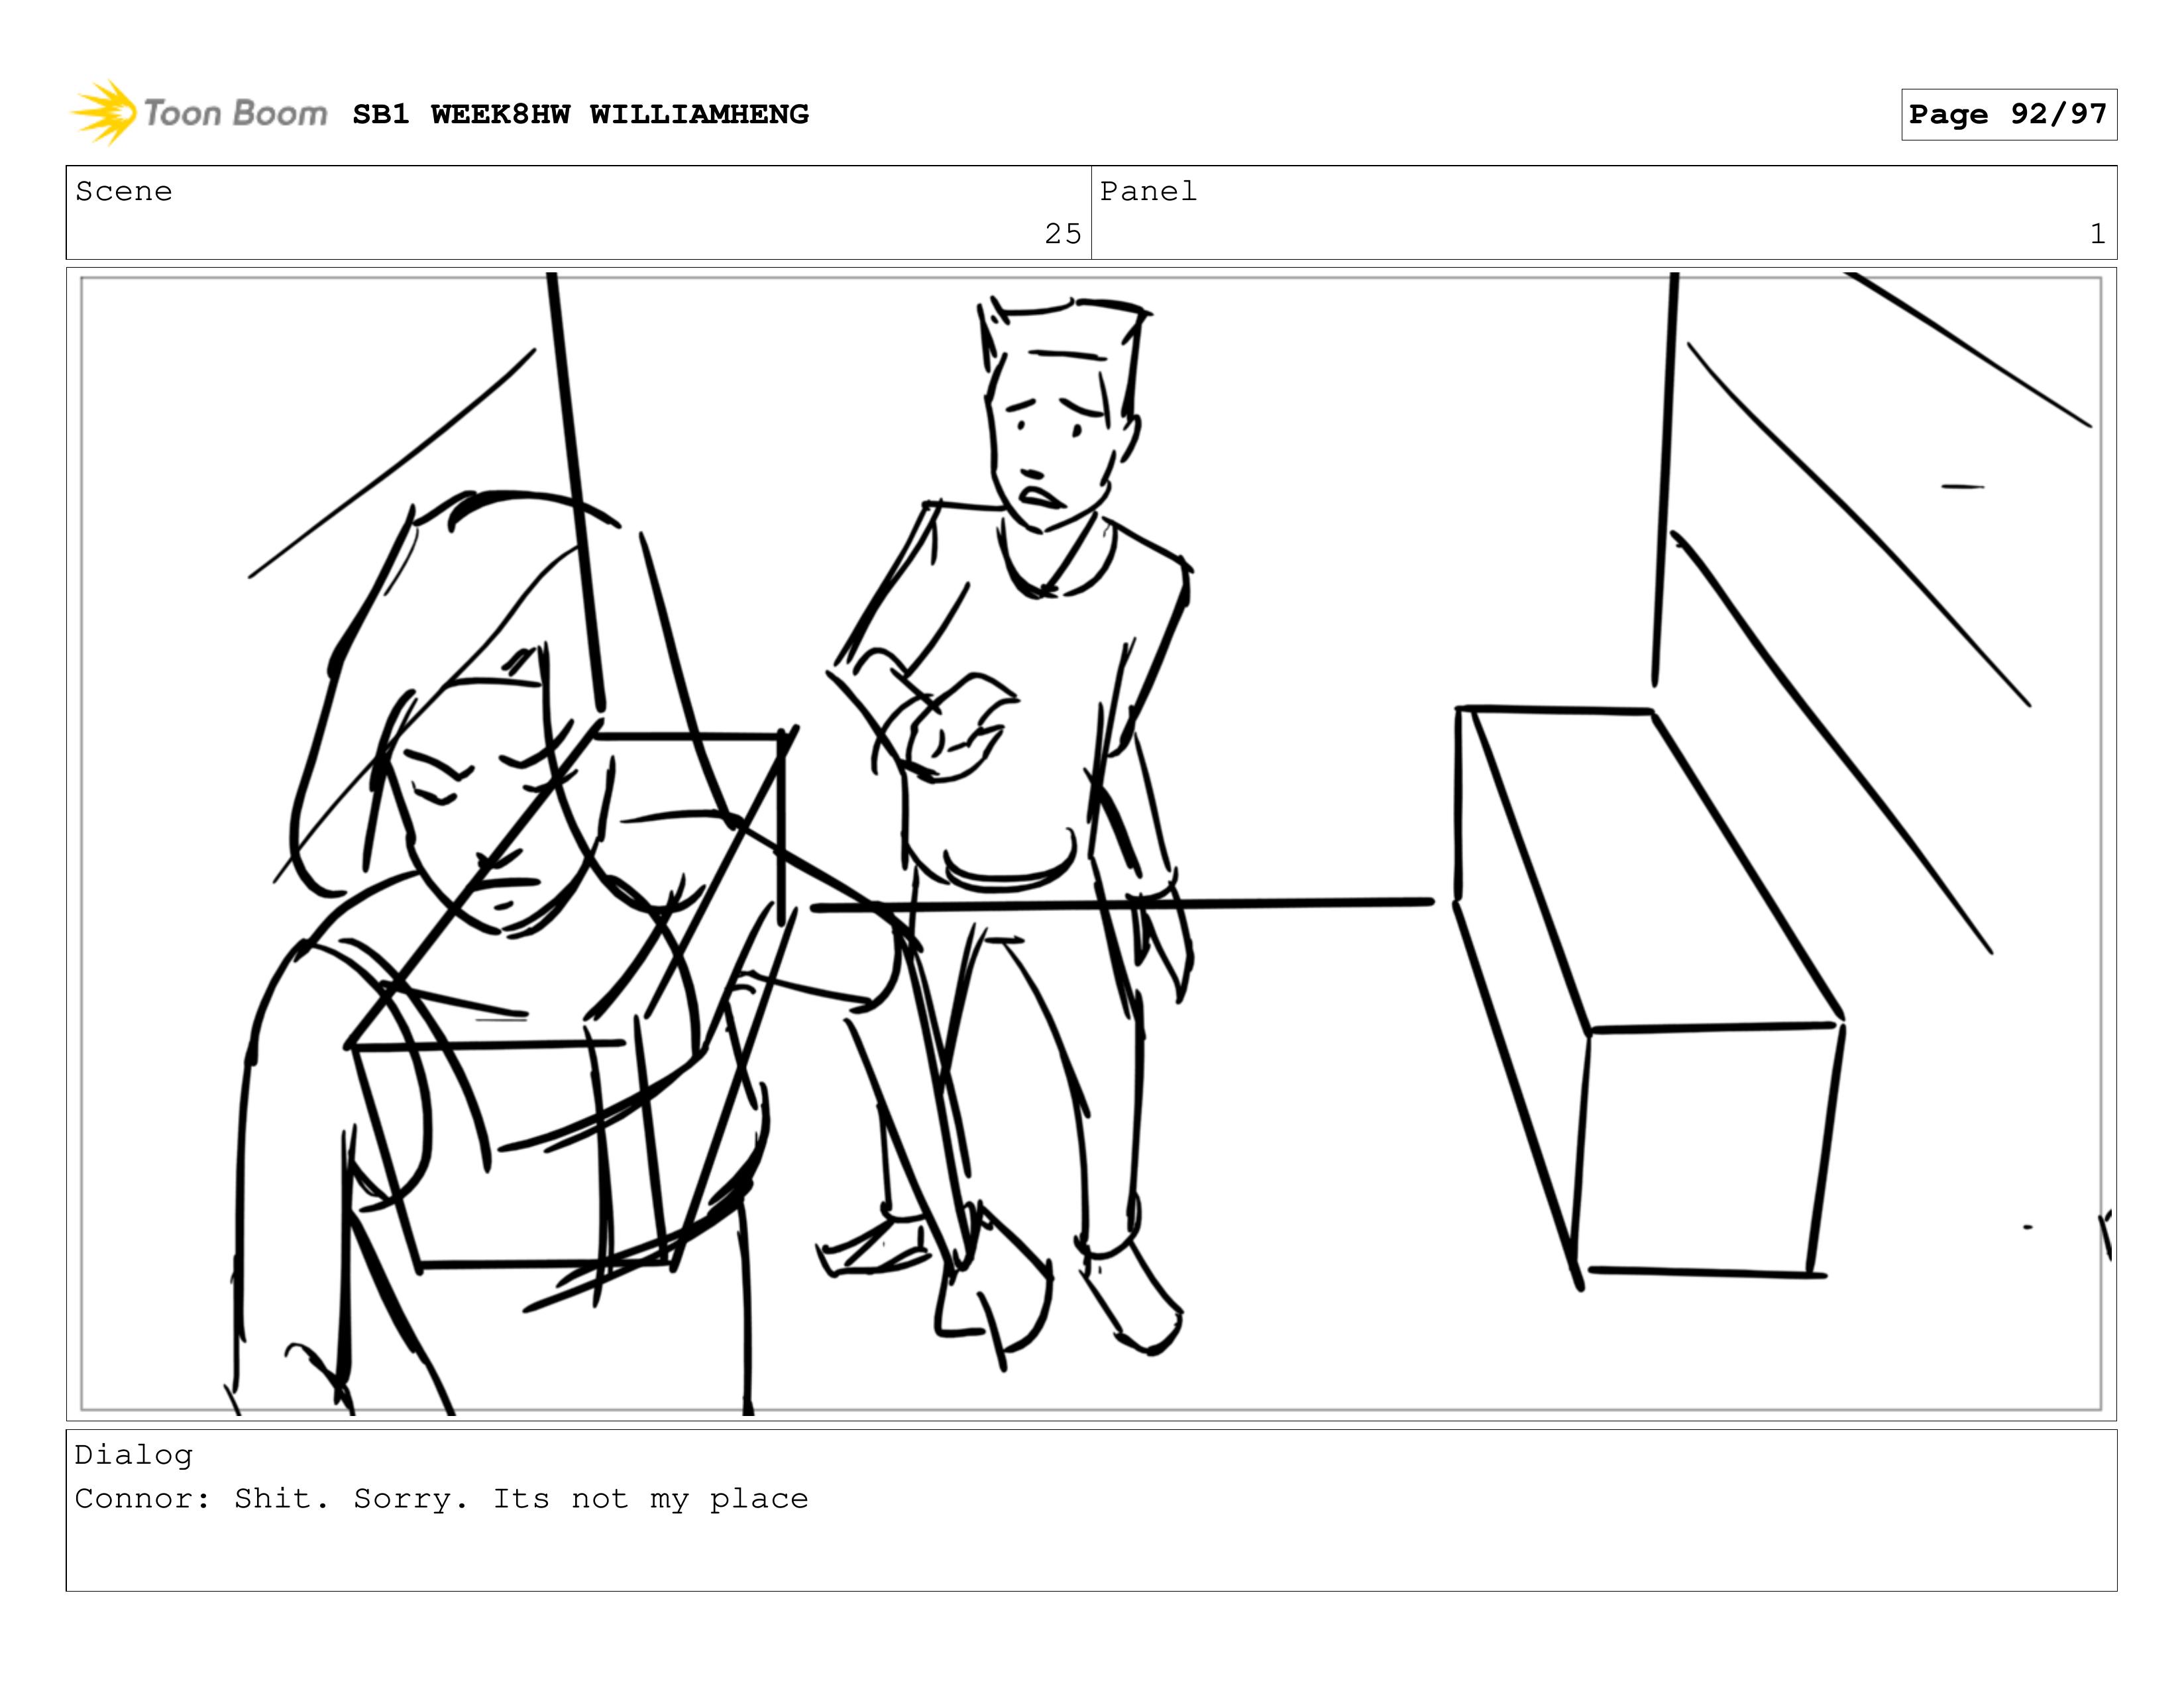 Toon Boom SB1 WEEK8HW WILLIAMHENG
Page 92/97
Scene
25
Panel
1
Dialog
Connor: Shit. Sorry. Its not my place